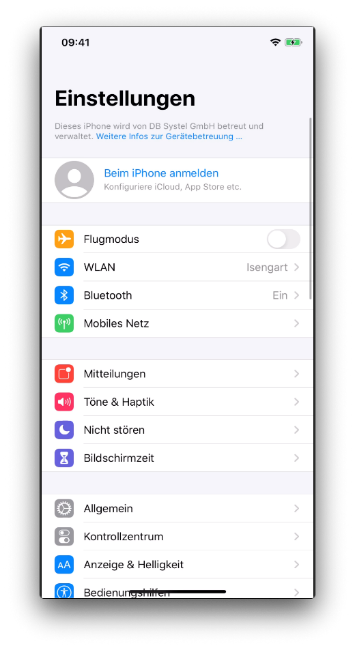 09:41
Einstellungen
Dieses iPhone wird von DB Systel GmbH betreut und
verwaltet. Weitere Infos zur Gerätebetreuung ...
Beim iPhone anmelden
Konfiguriere iCloud, App Store etc.
Flugmodus
WLAN Isengart
Bluetooth Ein
Mobiles Netz
Mitteilungen
Töne & Haptik
Nicht stören
Bildschirmzeit
Allgemein
Kontrollzentrum
AA Anzeige & Helligkeit
Bedienungshilfen